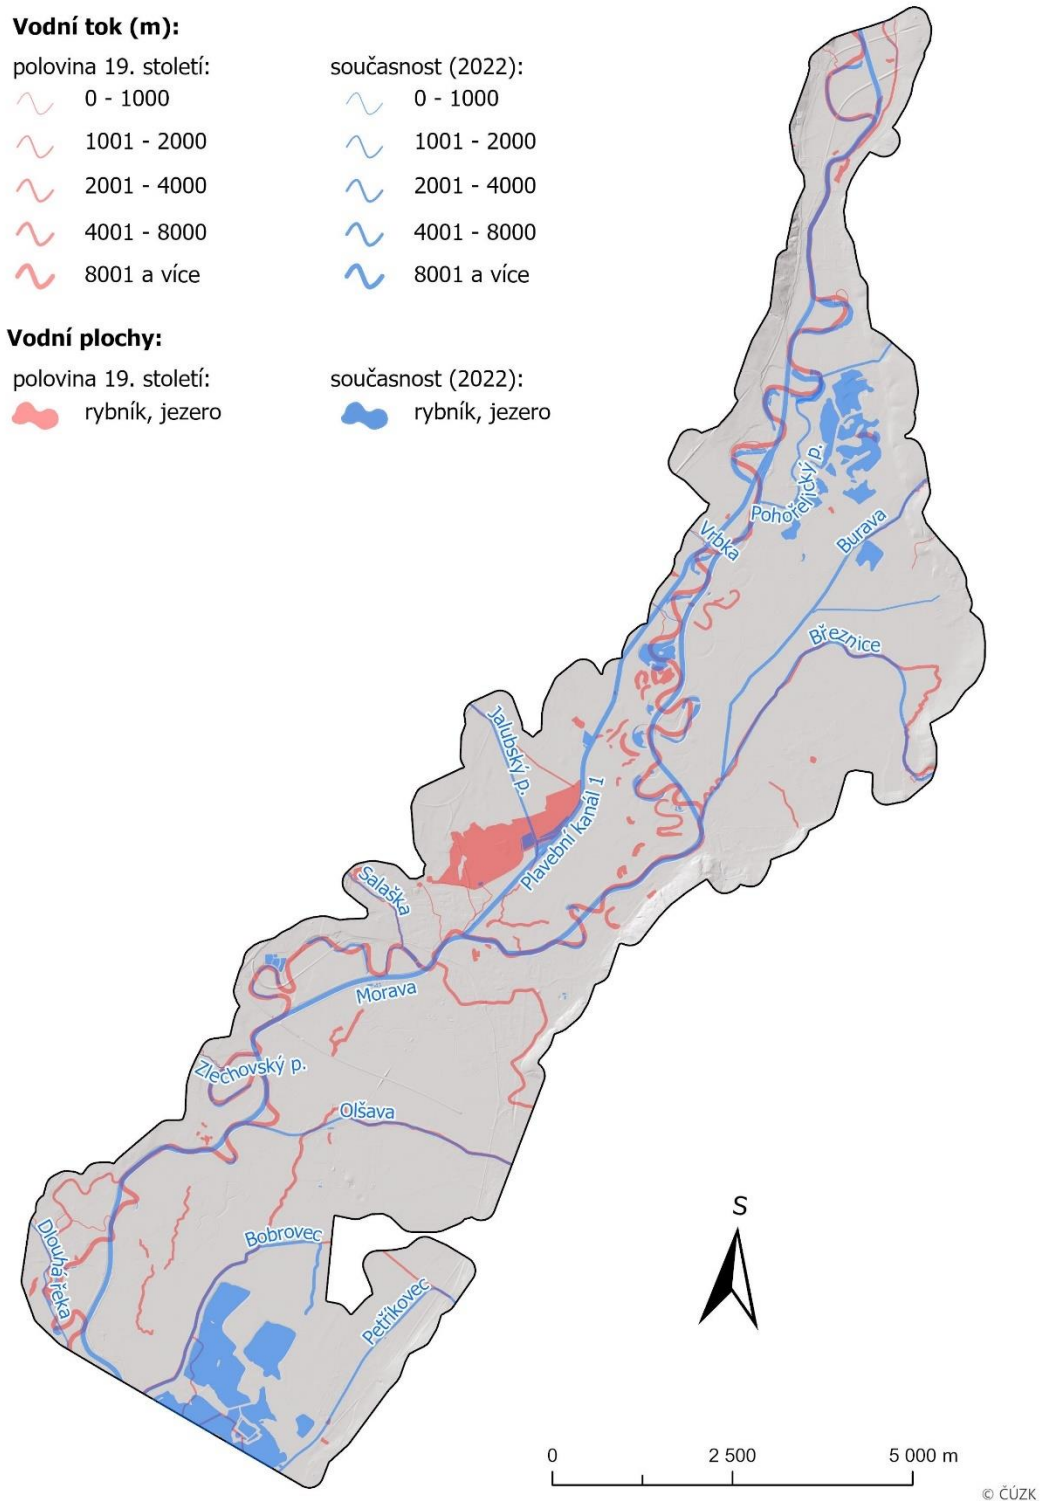 Vodní tok (m):
polovina 19. století:
0 - 1000
1001 - 2000
2001 - 4000
4001 - 8000
8001 a více
současnost (2022):
0 - 1000
1001 - 2000
2001 - 4000
4001 - 8000
8001 a více
Vodní plochy:
polovina 19. století:
rybník, jezero
současnost (2022):
rybník, jezero
Pohořelický p.
Vrbka
Burava
Březnice
Jalubský p.
Plavební kanál 1
Salaška
Morava
Zlechovský p.
Olšava
Dlouhá řeka
Bobrovec
Petříkovec
S
0
2 500
5 000 m
© ČÚZK